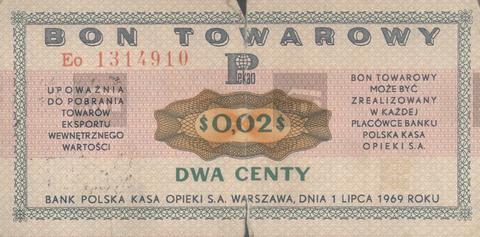 BON TOWAROWY
Eo 1314910
Pekao
UPOWAŻNIA
DO POBRANIA
TOWARÓW
EKSPORTU
WEWNĘTRZNEGO
WARTOŚCI
$0,02$
BON TOWAROWY
MOŻE BYĆ
ZREALIZOWANY
W KAŻDEJ
PLACÓWCE BANKU
POLSKA KASA
OPIEKI S.A.
DWA CENTY
BANK POLSKA KASA OPIEKI S.A. WARSZAWA, DNIA 1 LIPCA 1969 ROKU